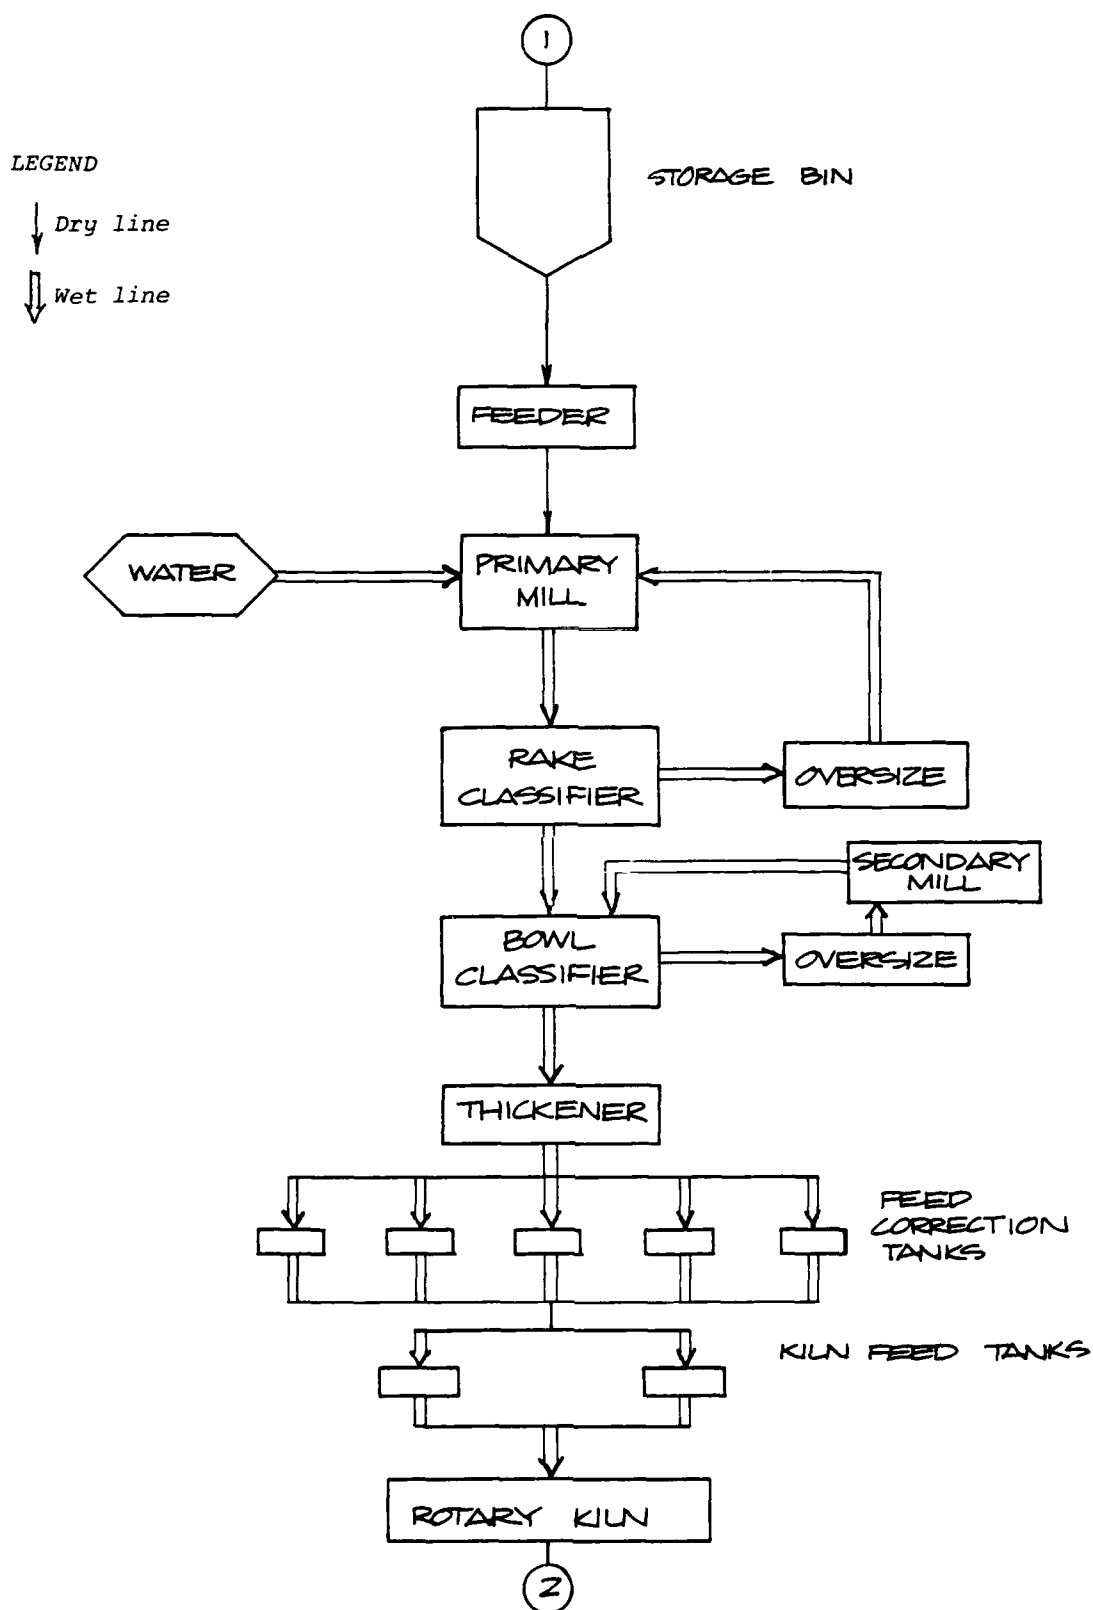 1
STORAGE BIN
LEGEND
Dry line
Wet line
FEEDER
WATER
PRIMARY
MILL
RAKE
CLASSIFIER
OVERSIZE
SECONDARY
MILL
BOWL
CLASSIFIER
OVERSIZE
THICKENER
FEED
CORRECTION
TANKS
KILN FEED TANKS
ROTARY KILN
2